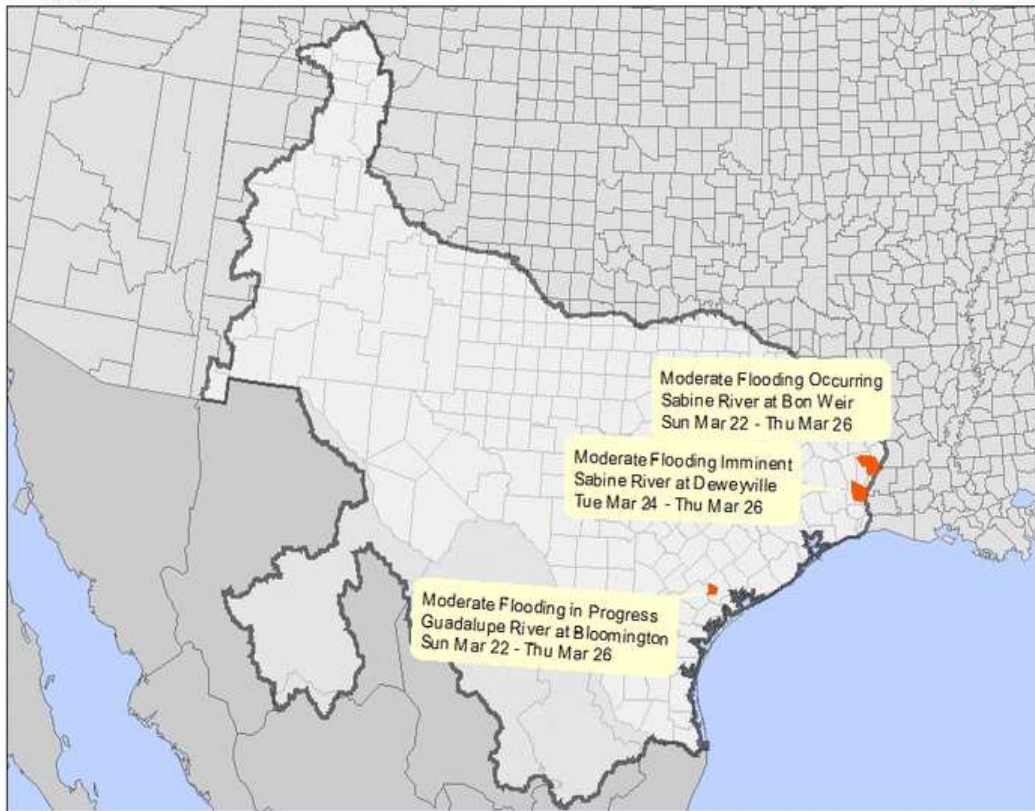 Moderate Flooding Occurring
Sabine River at Bon Weir
Sun Mar 22 - Thu Mar 26
Moderate Flooding Imminent
Sabine River at Deweyville
Tue Mar 24 - Thu Mar 26
Moderate Flooding in Progress
Guadalupe River at Bloomington
Sun Mar 22 - Thu Mar 26